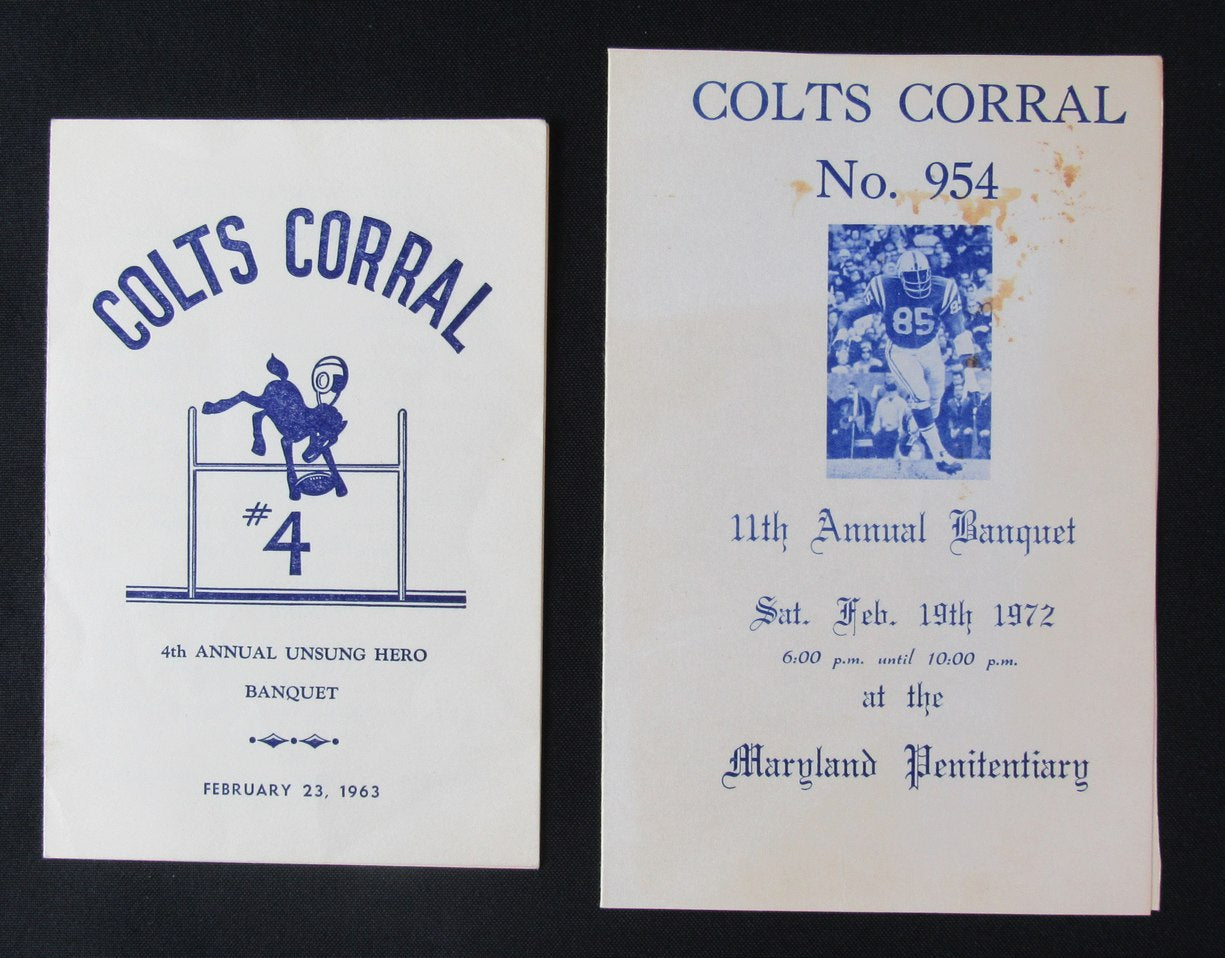 COLTS CORRAL
#4
4th ANNUAL UNSUNG HERO
BANQUET
FEBRUARY 23, 1963
COLTS CORRAL
No. 954
85
11th Annual Banquet
Sat. Feb. 19th 1972
6:00 p.m. until 10:00 p.m.
at the
Maryland Penitentiary